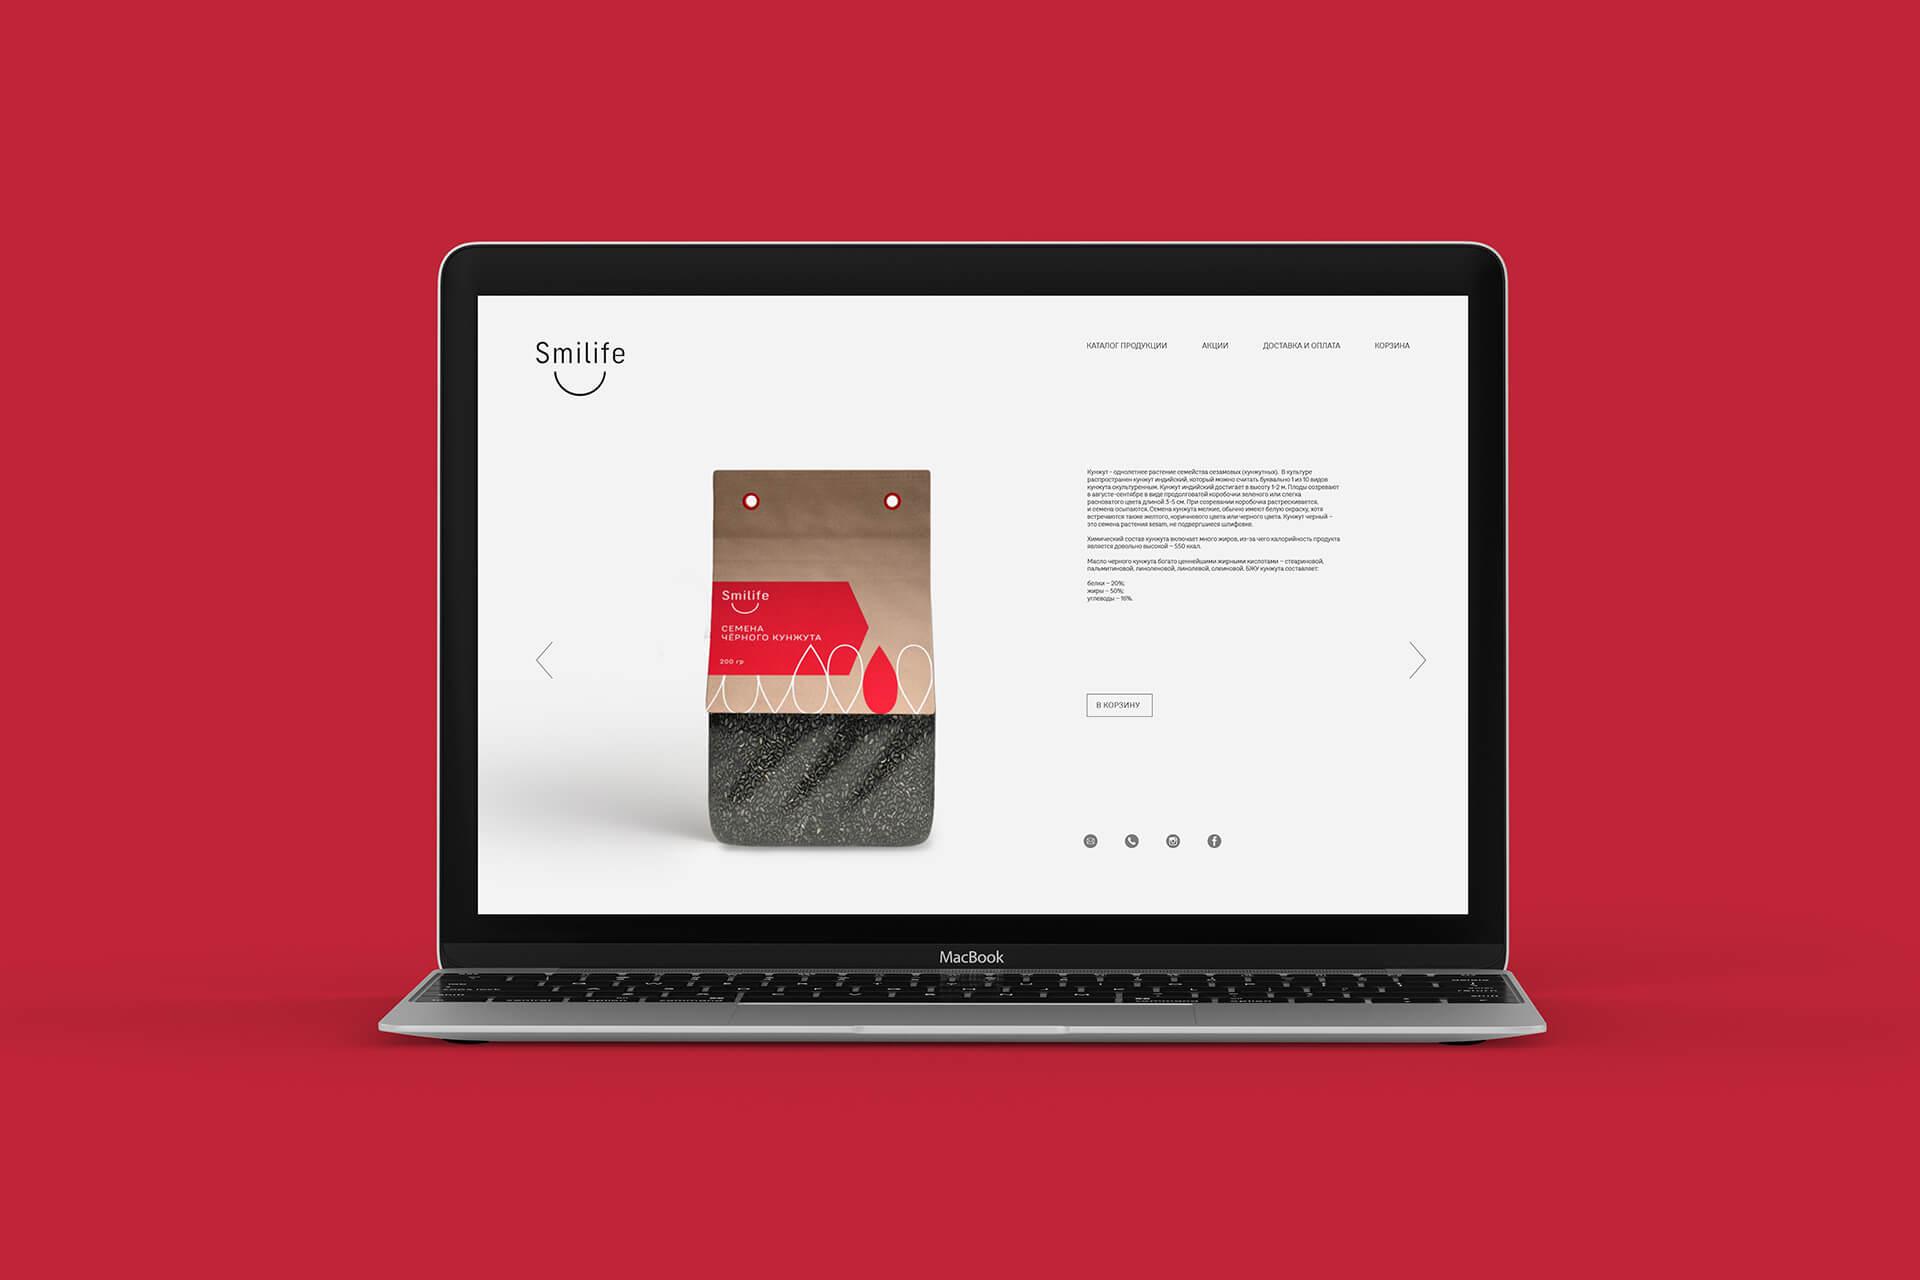 Smilife
КАТАЛОГ ПРОДУКЦИИ АКЦИИ ДОСТАВКА И ОПЛАТА КОРЗИНА
Кунжут – однолетнее растение семейства сезамовых (кунжутных). В культуре
распространен кунжут индийский, который можно считать буквально 1 из 10 видов
кунжута окультуренным. Кунжут индийский достигает в высоту 1-2 м. Плоды созревают
в августе-сентябре в виде продолговатой коробочки зеленого или слегка
розоватого цвета длиной 3-5 см. При созревании коробочка растрескивается,
и семена осыпаются. Семена кунжута мелкие, обычно имеют белую окраску, хотя
встречаются также желтого, коричневого цвета или черного цвета. Кунжут черный –
это семена растения sesam, не подвергшиеся шлифовке.
Химический состав кунжута включает много жиров, из-за чего калорийность продукта
является довольно высокой – 550 ккал.
Масло черного кунжута богато ценнейшими жирными кислотами – стеариновой,
пальмитиновой, линоленовой, линолевой, олеиновой. БЖУ кунжута составляет:
белки – 20%;
жиры – 50%;
углеводы – 16%.
Smilife
СЕМЕНА
ЧЁРНОГО КУНЖУТА
200 гр
В КОРЗИНУ
MacBook